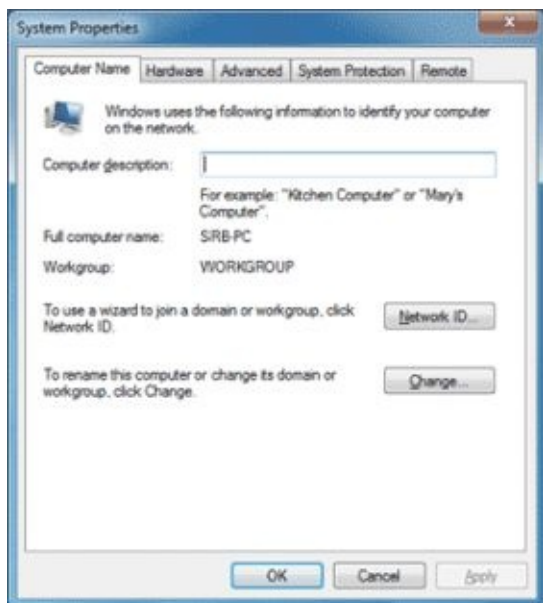 System Properties
Computer Name Hardware Advanced System Protection Remote
Windows uses the following information to identify your computer
on the network.
Computer description:
For example: "Kitchen Computer" or "Mary's
Computer".
Full computer name: SIRB-PC
Workgroup: WORKGROUP
To use a wizard to join a domain or workgroup, click
Network ID.
Network ID...
To rename this computer or change its domain or
workgroup, click Change.
Change...
OK Cancel Apply